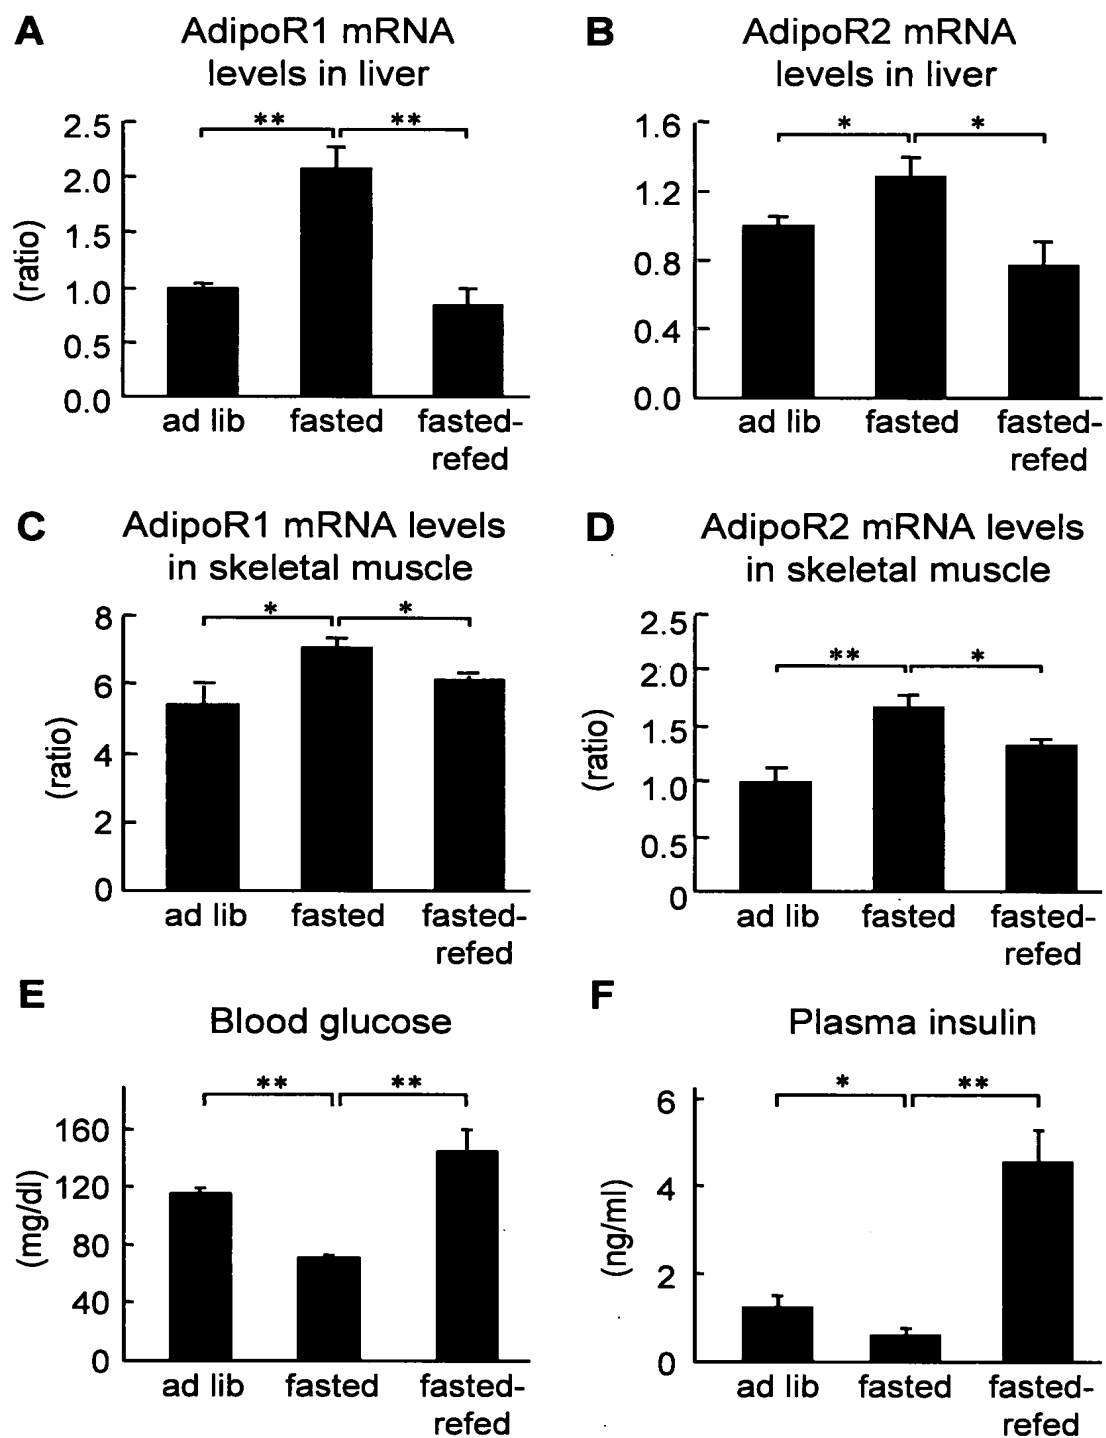 A
AdipoR1 mRNA
levels in liver
2.5
2.0
1.5
1.0
0.5
0.0
(ratio)
** **
ad lib fasted fasted-
refed
B
AdipoR2 mRNA
levels in liver
1.6
1.2
0.8
0.4
0.0
* *
ad lib fasted fasted-
refed
C
AdipoR1 mRNA levels
in skeletal muscle
8
6
4
2
0
(ratio)
* *
ad lib fasted fasted-
refed
D
AdipoR2 mRNA levels
in skeletal muscle
2.5
2.0
1.5
1.0
0.5
0
(ratio)
** *
ad lib fasted fasted-
refed
E
Blood glucose
160
120
80
40
0
(mg/dl)
** **
ad lib fasted fasted-
refed
F
Plasma insulin
6
4
2
0
(ng/ml)
* **
ad lib fasted fasted-
refed